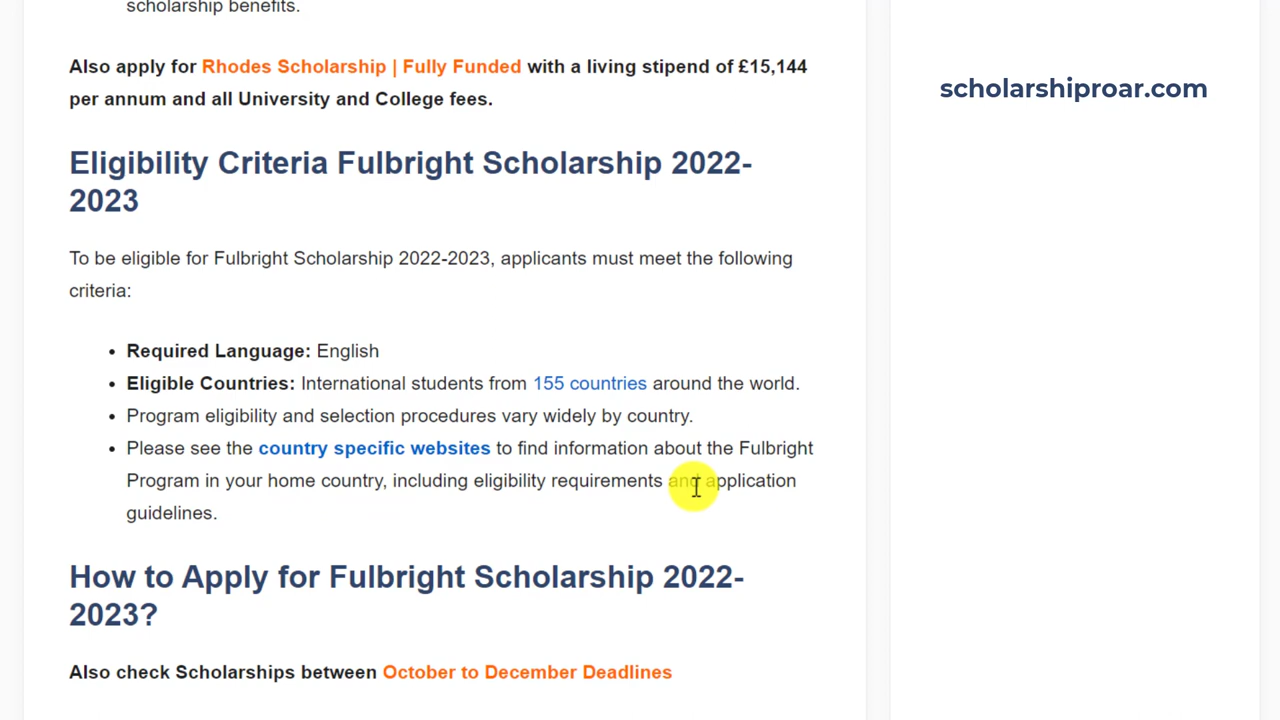 scholarship benefits.
Also apply for Rhodes Scholarship | Fully Funded with a living stipend of £15,144
per annum and all University and College fees.
scholarshiproar.com
Eligibility Criteria Fulbright Scholarship 2022-
2023
To be eligible for Fulbright Scholarship 2022-2023, applicants must meet the following
criteria:
• Required Language: English
• Eligible Countries: International students from 155 countries around the world.
• Program eligibility and selection procedures vary widely by country.
• Please see the country specific websites to find information about the Fulbright
Program in your home country, including eligibility requirements and application
guidelines.
How to Apply for Fulbright Scholarship 2022-
2023?
Also check Scholarships between October to December Deadlines